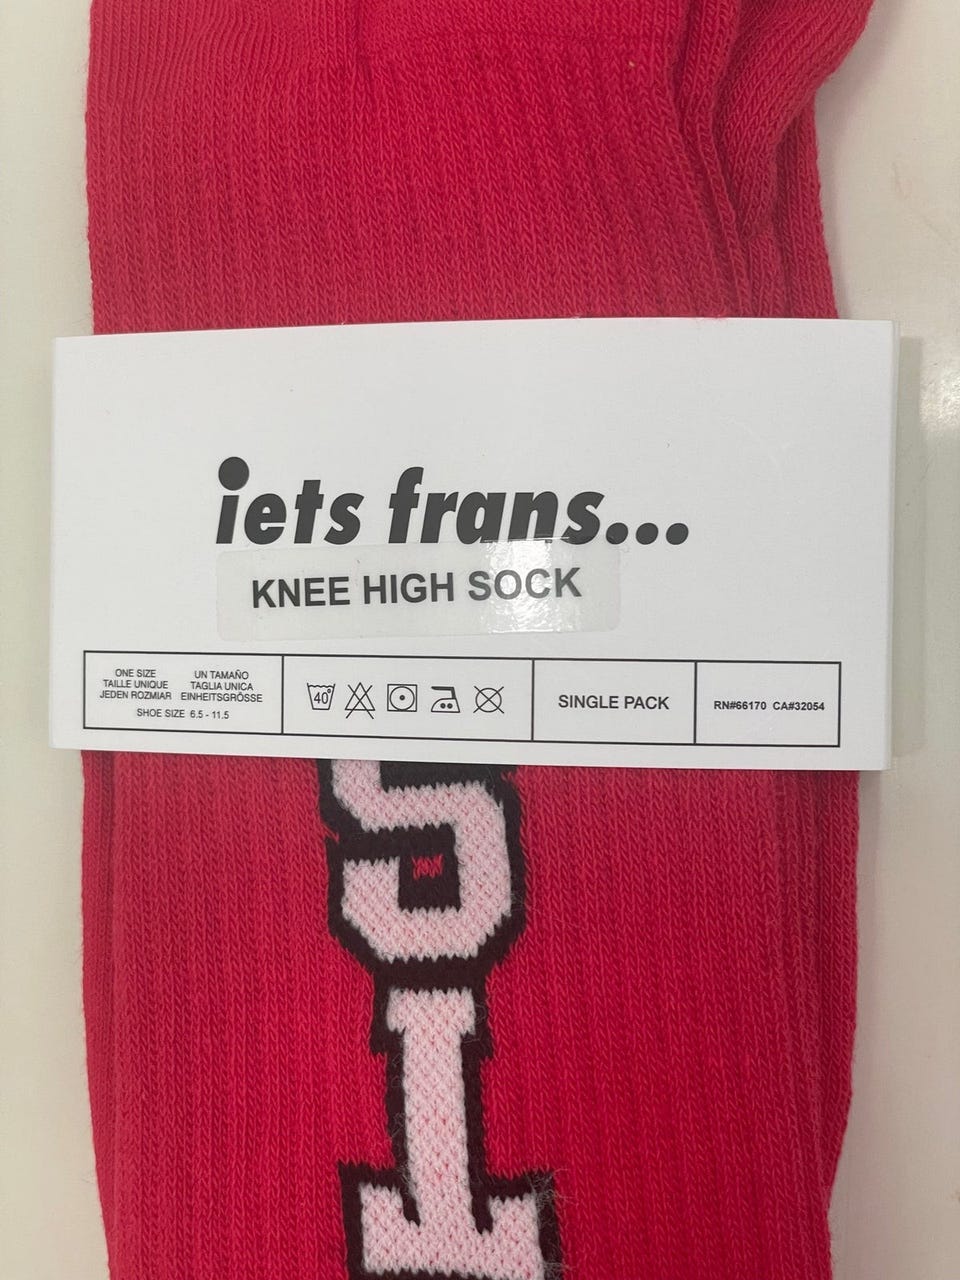 iets frans...
KNEE HIGH SOCK
ONE SIZE
TAILLE UNIQUE
JEDEN ROZMIAR
UN TAMAÑO
TAGLIA UNICA
EINHEITSGRÖSSE
SHOE SIZE 6.5 - 11.5
40°
SINGLE PACK
RN#66170 CA#32054